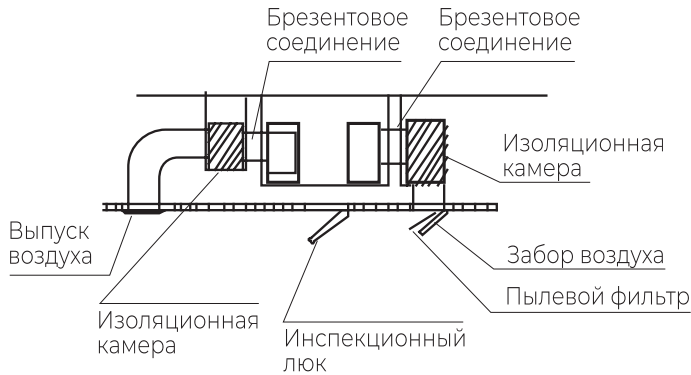 Брезентовое
соединение
Брезентовое
соединение
Изоляционная
камера
Выпуск
воздуха
Забор воздуха
Пылевой фильтр
Изоляционная
камера
Инспекционный
люк